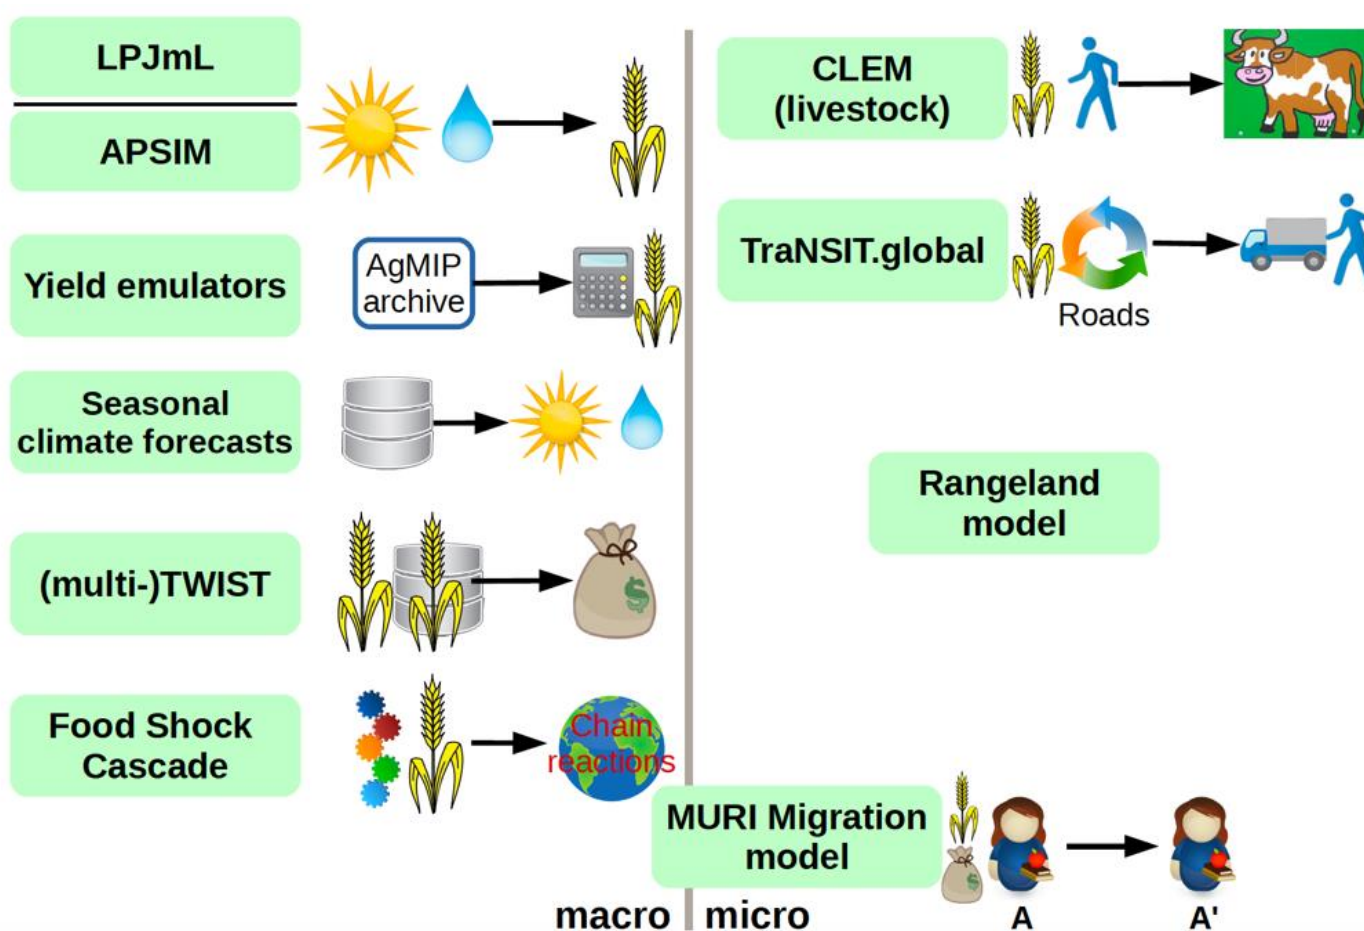 LPJmL
APSIM
Yield emulators
AgMIP
archive
Seasonal
climate forecasts
(multi-)TWIST
$
Food Shock
Cascade
Chain
reactions
CLEM
(livestock)
TraNSIT.global
Roads
Rangeland
model
MURI Migration
model
$
A
A'
macro
micro